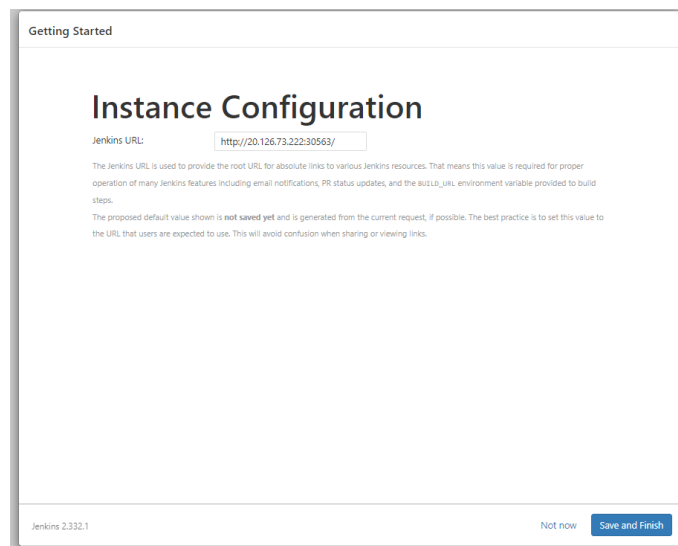 Getting Started
Instance Configuration
Jenkins URL: http://20.126.73.222:30563/
The Jenkins URL is used to provide the root URL for absolute links to various Jenkins resources. That means this value is required for proper
operation of many Jenkins features including email notifications, PR status updates, and the BUILD_URL environment variable provided to build
steps.
The proposed default value shown is not saved yet and is generated from the current request, if possible. The best practice is to set this value to
the URL that users are expected to use. This will avoid confusion when sharing or viewing links.
Jenkins 2.332.1 Not now Save and Finish